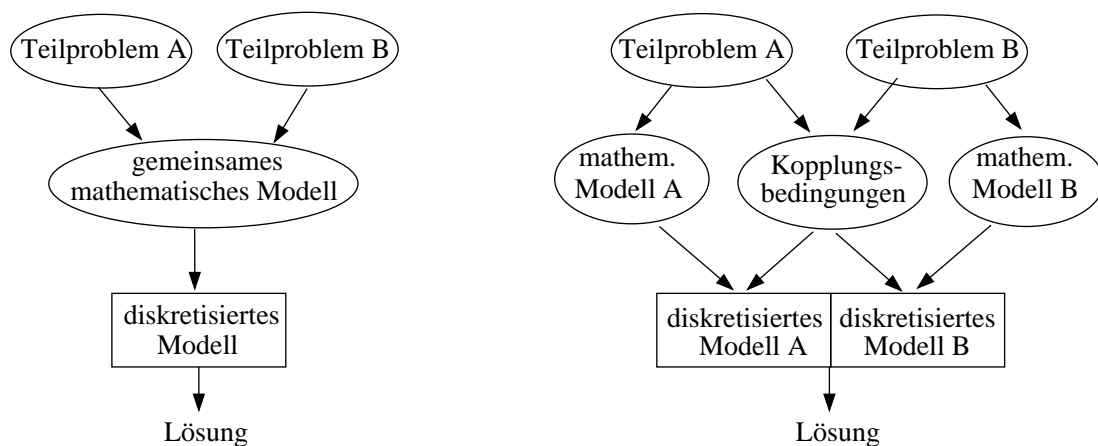 Teilproblem A
Teilproblem B
gemeinsames
mathematisches Modell
diskretisiertes
Modell
Lösung
Teilproblem A
Teilproblem B
mathem.
Modell A
Kopplungs-
bedingungen
mathem.
Modell B
diskretisiertes
Modell A
diskretisiertes
Modell B
Lösung